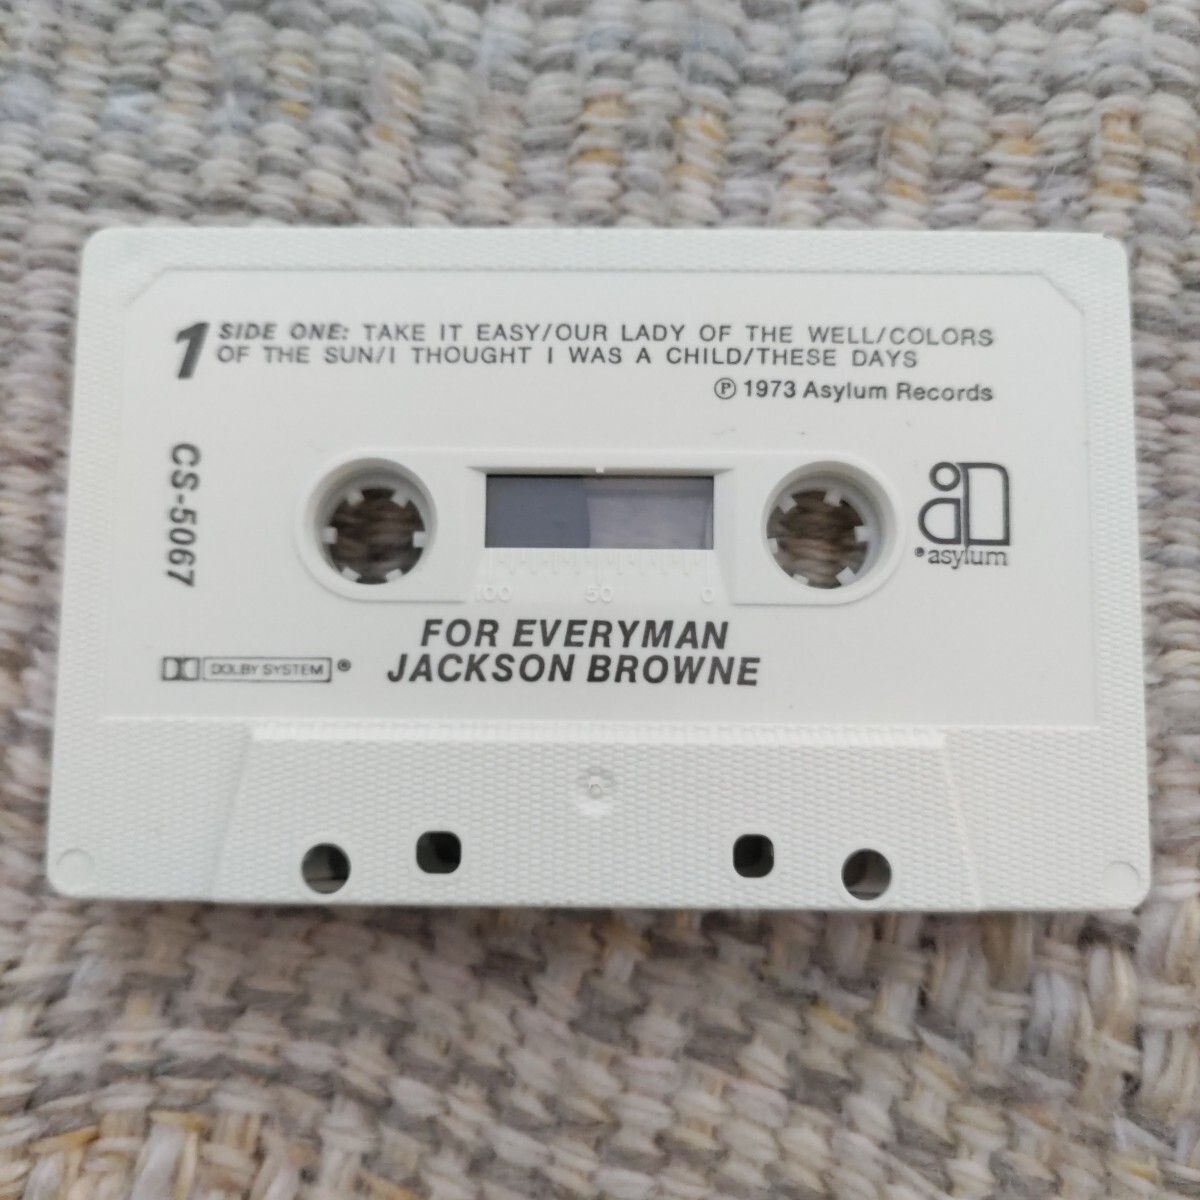 1 SIDE ONE: TAKE IT EASY/OUR LADY OF THE WELL/COLORS
OF THE SUN/I THOUGHT I WAS A CHILD/THESE DAYS
Ⓟ 1973 Asylum Records
CS-5067
asylum
100 50 0
FOR EVERYMAN
JACKSON BROWNE
DOLBY SYSTEM ®